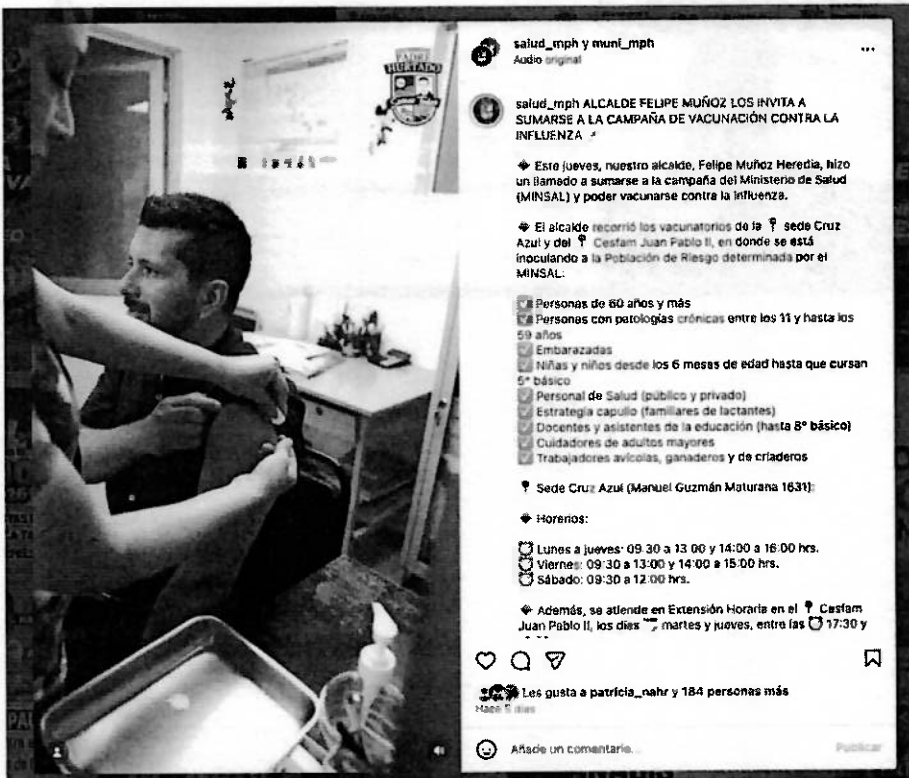 PADRE
HURTADO
salud_mph y muni_mph
Audio original
salud_mph ALCALDE FELIPE MUÑOZ LOS INVITA A
SUMARSE A LA CAMPAÑA DE VACUNACIÓN CONTRA LA
INFLUENZA
Este jueves, nuestro alcalde, Felipe Muñoz Heredia, hizo
un llamado a sumarse a la campaña del Ministerio de Salud
(MINSAL) y poder vacunarse contra la influenza.
El alcalde recorrió los vacunatorios de la 📍 sede Cruz
Azul y del 📍 Cesfam Juan Pablo II, en donde se está
inoculando a la Población de Riesgo determinada por el
MINSAL:
✅ Personas de 60 años y más
✅ Personas con patologías crónicas entre los 11 y hasta los
59 años
✅ Embarazadas
✅ Niñas y niños desde los 6 meses de edad hasta que cursan
5° básico
✅ Personal de Salud (público y privado)
✅ Estrategia capullo (familiares de lactantes)
✅ Docentes y asistentes de la educación (hasta 8° básico)
✅ Cuidadores de adultos mayores
✅ Trabajadores avícolas, ganaderos y de criaderos
📍 Sede Cruz Azul (Manuel Guzmán Maturana 1631):
Horarios:
⏰ Lunes a jueves: 09:30 a 13:00 y 14:00 a 16:00 hrs.
⏰ Viernes: 09:30 a 13:00 y 14:00 a 15:00 hrs.
⏰ Sábado: 09:30 a 12:00 hrs.
Además, se atiende en Extensión Horaria en el 📍 Cesfam
Juan Pablo II, los días martes y jueves, entre las ⏰ 17:30 y
Les gusta a patricia_nahr y 184 personas más
Hace 5 días
Añade un comentario...
Publicar